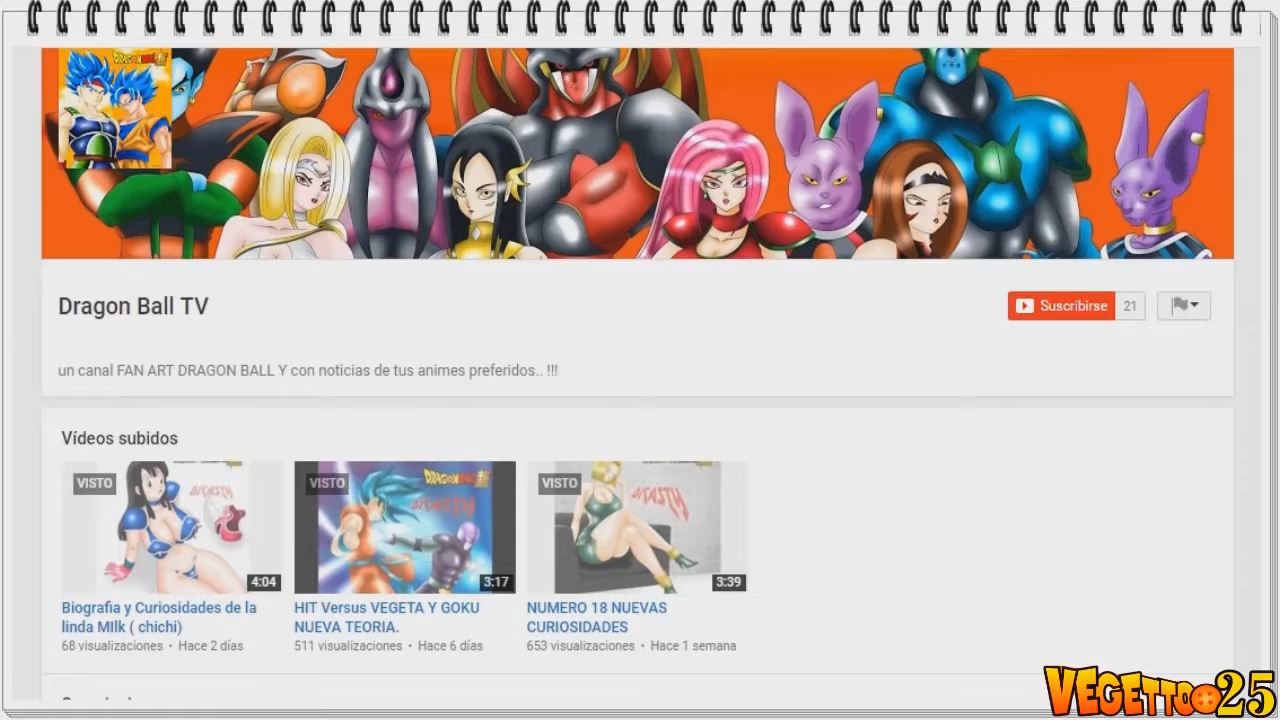 Dragon Ball TV
Suscribirse 21
un canal FAN ART DRAGON BALL Y con noticias de tus animes preferidos.. !!!
Vídeos subidos
VISTO
VISTO
VISTO
DRAGONBALL
4:04
3:17
3:39
Biografia y Curiosidades de la
linda MIlk ( chichi)
68 visualizaciones • Hace 2 días
HIT Versus VEGETA Y GOKU
NUEVA TEORIA.
511 visualizaciones • Hace 6 días
NUMERO 18 NUEVAS
CURIOSIDADES
653 visualizaciones • Hace 1 semana
VEGETTO 25